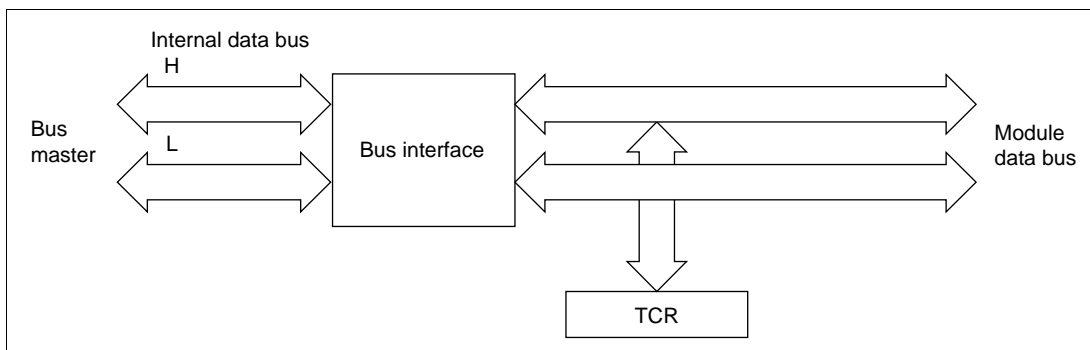 Internal data bus
H
Bus
master
L
Bus interface
Module
data bus
TCR